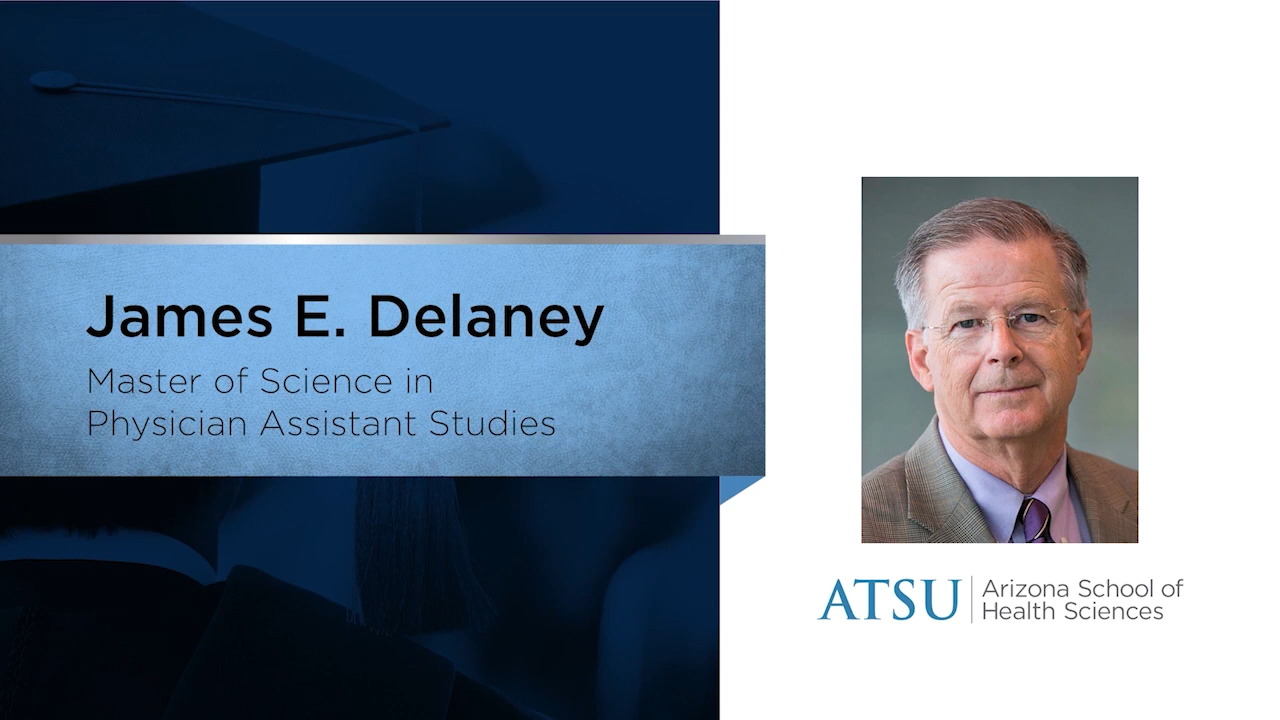 James E. Delaney
Master of Science in
Physician Assistant Studies
ATSU
Arizona School of
Health Sciences